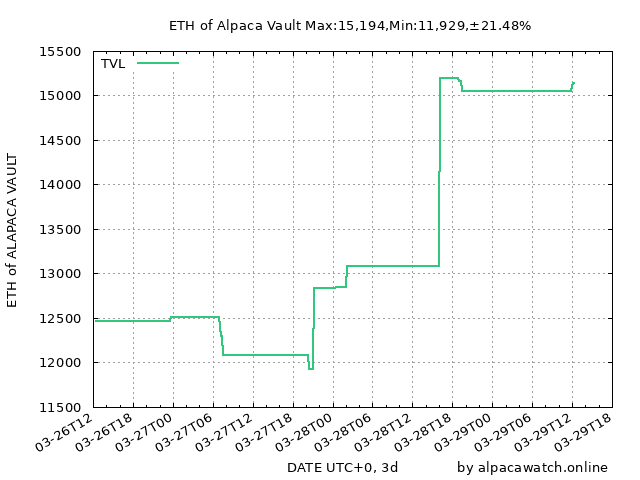 ETH of Alpaca Vault Max:15,194,Min:11,929,±21.48%
TVL
15500
15000
14500
14000
13500
13000
12500
12000
11500
ETH of ALAPACA VAULT
03-26T12
03-26T18
03-27T00
03-27T06
03-27T12
03-27T18
03-28T00
03-28T06
03-28T12
03-28T18
03-29T00
03-29T06
03-29T12
03-29T18
DATE UTC+0, 3d
by alpacawatch.online